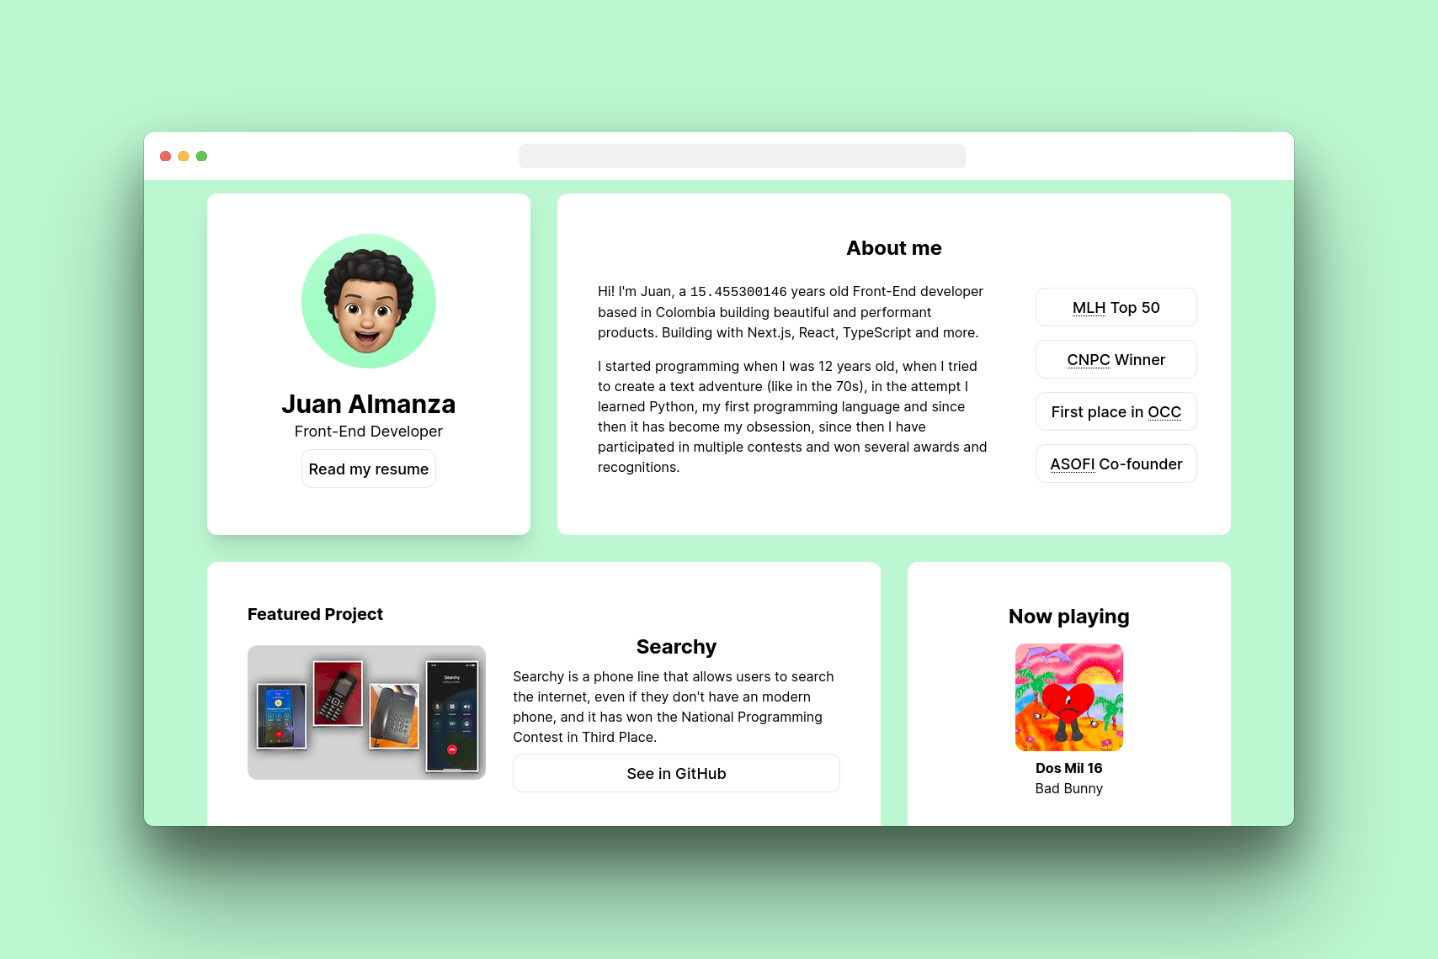 Juan Almanza
Front-End Developer
Read my resume
About me
Hi! I'm Juan, a 15.455300146 years old Front-End developer
based in Colombia building beautiful and performant
products. Building with Next.js, React, TypeScript and more.
I started programming when I was 12 years old, when I tried
to create a text adventure (like in the 70s), in the attempt I
learned Python, my first programming language and since
then it has become my obsession, since then I have
participated in multiple contests and won several awards and
recognitions.
MLH Top 50
CNPC Winner
First place in OCC
ASOFI Co-founder
Featured Project
Searchy
Searchy
Searchy is a phone line that allows users to search
the internet, even if they don't have an modern
phone, and it has won the National Programming
Contest in Third Place.
See in GitHub
Now playing
Dos Mil 16
Bad Bunny